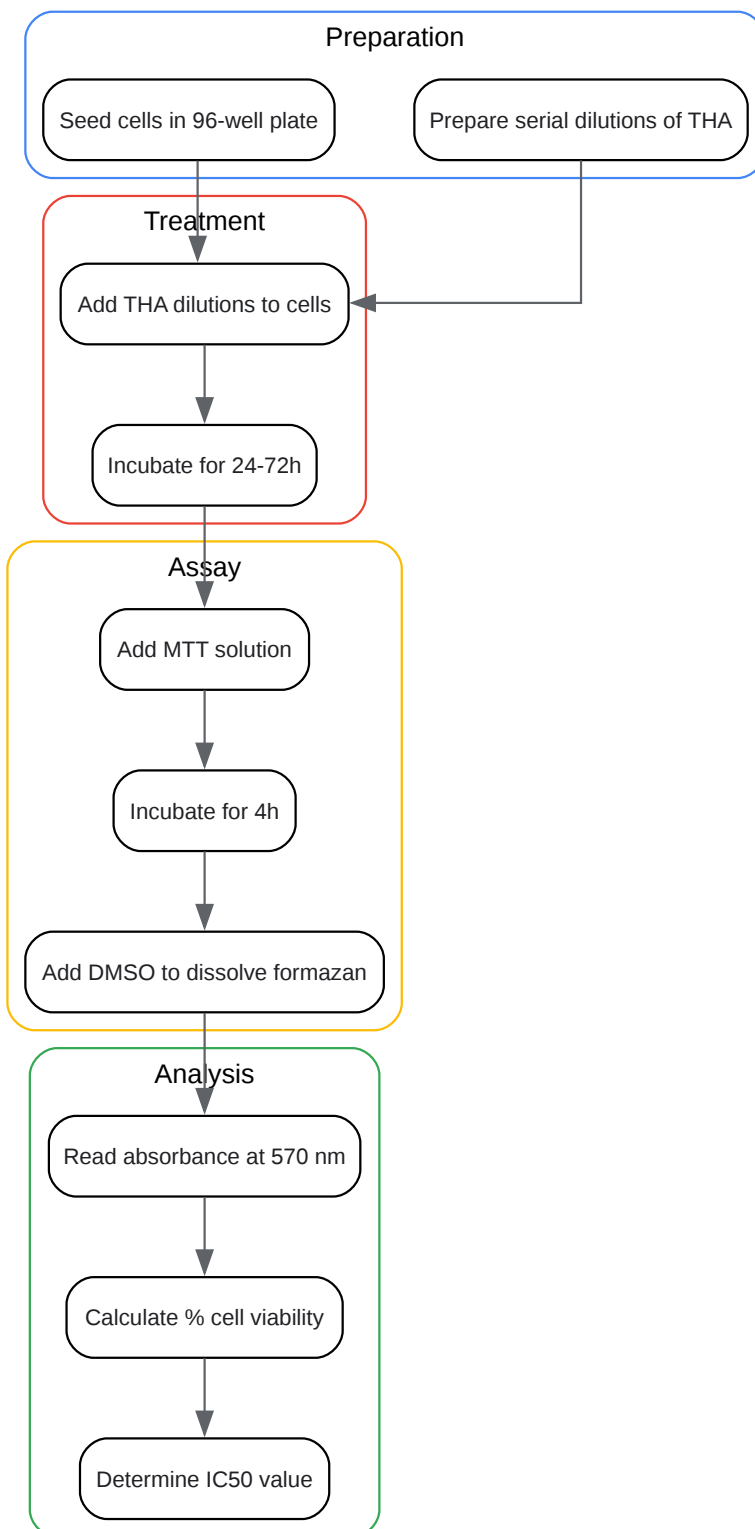 Preparation
Seed cells in 96-well plate
Prepare serial dilutions of THA
Treatment
Add THA dilutions to cells
Incubate for 24-72h
Assay
Add MTT solution
Incubate for 4h
Add DMSO to dissolve formazan
Analysis
Read absorbance at 570 nm
Calculate % cell viability
Determine IC50 value